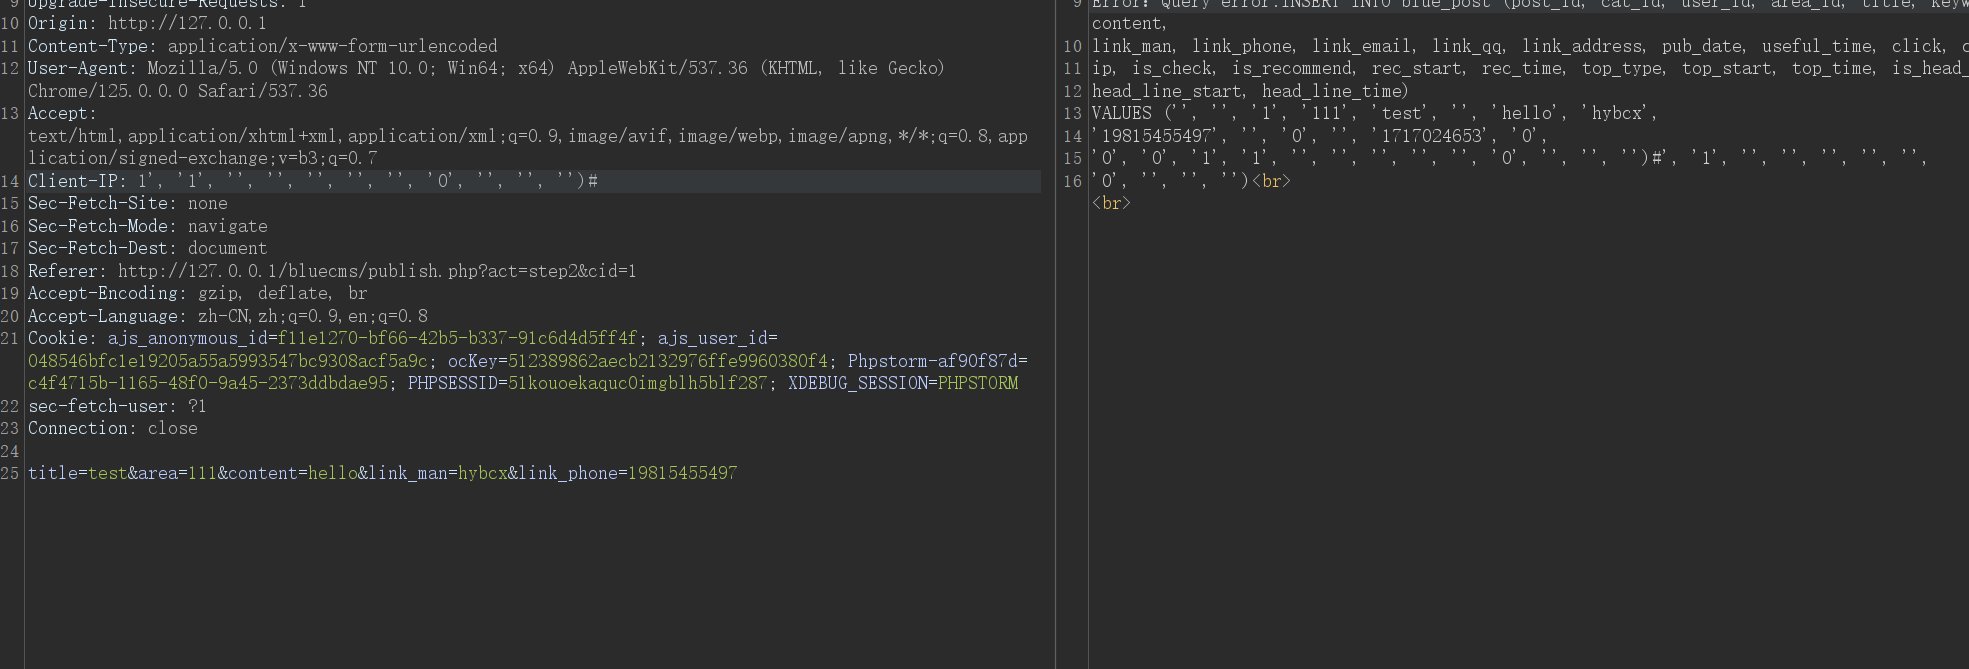 9 Upgrade-Insecure-Requests: 1
10 Origin: http://127.0.0.1
11 Content-Type: application/x-www-form-urlencoded
12 User-Agent: Mozilla/5.0 (Windows NT 10.0; Win64; x64) AppleWebKit/537.36 (KHTML, like Gecko)
Chrome/125.0.0.0 Safari/537.36
13 Accept:
text/html,application/xhtml+xml,application/xml;q=0.9,image/avif,image/webp,image/apng,*/*;q=0.8,app
lication/signed-exchange;v=b3;q=0.7
14 Client-IP: 1', '1', '', '', '', '', '', '0', '', '', '')#
15 Sec-Fetch-Site: none
16 Sec-Fetch-Mode: navigate
17 Sec-Fetch-Dest: document
18 Referer: http://127.0.0.1/bluecms/publish.php?act=step2&cid=1
19 Accept-Encoding: gzip, deflate, br
20 Accept-Language: zh-CN,zh;q=0.9,en;q=0.8
21 Cookie: ajs_anonymous_id=f11e1270-bf66-42b5-b337-91c6d4d5ff4f; ajs_user_id=
048546bfc1e19205a55a5993547bc9308acf5a9c; ocKey=512389862aecb2132976ffe9960380f4; Phpstorm-af90f87d=
c4f4715b-1165-48f0-9a45-2373ddbdae95; PHPSESSID=51kouoekaquc0imgblh5blf287; XDEBUG_SESSION=PHPSTORM
22 sec-fetch-user: ?1
23 Connection: close
24
25 title=test&area=111&content=hello&link_man=hybcx&link_phone=19815455497
9 Error: Query error:INSERT INTO blue_post (post_id, cat_id, user_id, area_id, title, keyw
content,
10 link_man, link_phone, link_email, link_qq, link_address, pub_date, useful_time, click, c
11 ip, is_check, is_recommend, rec_start, rec_time, top_type, top_start, top_time, is_head_
12 head_line_start, head_line_time)
13 VALUES ('', '', '1', '111', 'test', '', 'hello', 'hybcx',
14 '19815455497', '', '0', '', '1717024653', '0',
15 '0', '0', '1', '1', '', '', '', '', '', '0', '', '', '')#', '1', '', '', '', '', '',
16 '0', '', '', '')<br>
<br>